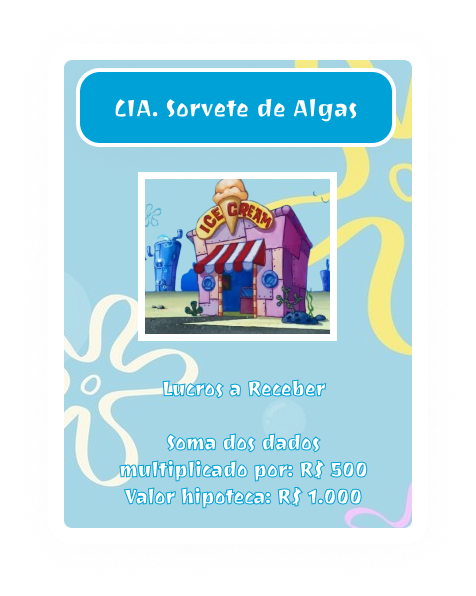 CIA. Sorvete de Algas
ICE CREAM
Lucros a Receber
Soma dos dados
multiplicado por: R$ 500
Valor hipoteca: R$ 1.000